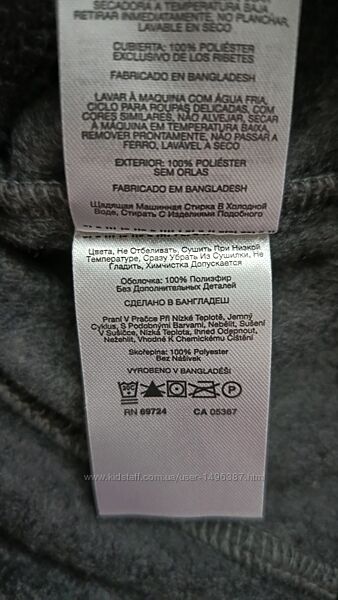 SECADORA A TEMPERATURA BAJA
RETIRAR INMEDIATAMENTE, NO PLANCHAR,
LAVABLE EN SECO
CUBIERTA: 100% POLIÉSTER
EXCLUSIVO DE LOS RIBETES
FABRICADO EN BANGLADESH
LAVAR À MAQUINA COM ÁGUA FRIA,
CICLO PARA ROUPAS DELICADAS, COM
CORES SIMILARES, NÃO ALVEJAR, SECAR
À MÁQUINA EM TEMPERATURA BAIXA,
REMOVER PRONTAMENTE, NÃO PASSAR A
FERRO, LAVÁVEL A SECO
EXTERIOR: 100% POLIÉSTER
SEM ORLAS
FABRICADO EM BANGLADESH
Щадящая Машинная Стирка В Холодной
Воде, Стирать С Изделиями Подобного
Цвета, Не Отбеливать, Сушить При Низкой
Температуре, Сразу Убрать Из Сушилки, Не
Гладить, Химчистка Допускается
Оболочка: 100% Полиэфир
Без Дополнительных Деталей
СДЕЛАНО В БАНГЛАДЕШ
Praní V Pračce Při Nízké Teplotě, Jemný
Cyklus, S Podobnými Barvami, Nebělit, Sušení
V Sušičce, Nízká Teplota, Ihned Odejmout,
Nežehlit, Vhodné K Chemickému Čištění
Skořepina: 100% Polyester
Bez Nášivek
VYROBENO V BANGLADÉŠI
P
RN 69724 CA 05367
www.kidstaff.com.ua/user-1496387.htm